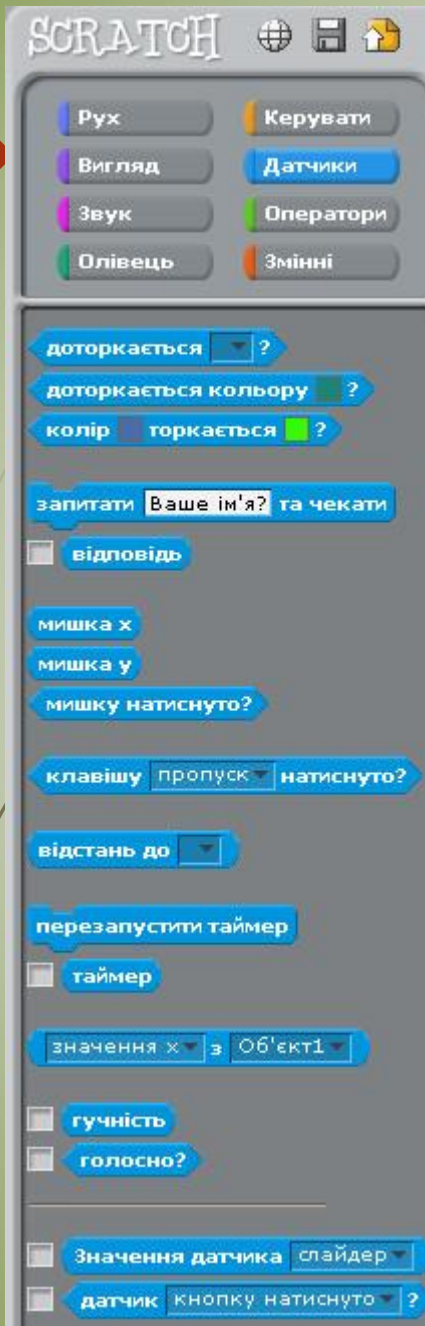 SCRATCH
Рух Керувати
Вигляд Датчики
Звук Оператори
Олівець Змінні
доторкається ?
доторкається кольору ?
колір торкається ?
запитати Ваше ім'я? та чекати
відповідь
мишка х
мишка у
мишку натиснуто?
клавішу пропуск натиснуто?
відстань до
перезапустити таймер
таймер
значення х з Об'єкт1
гучність
голосно?
Значення датчика слайдер
датчик кнопку натиснуто ?